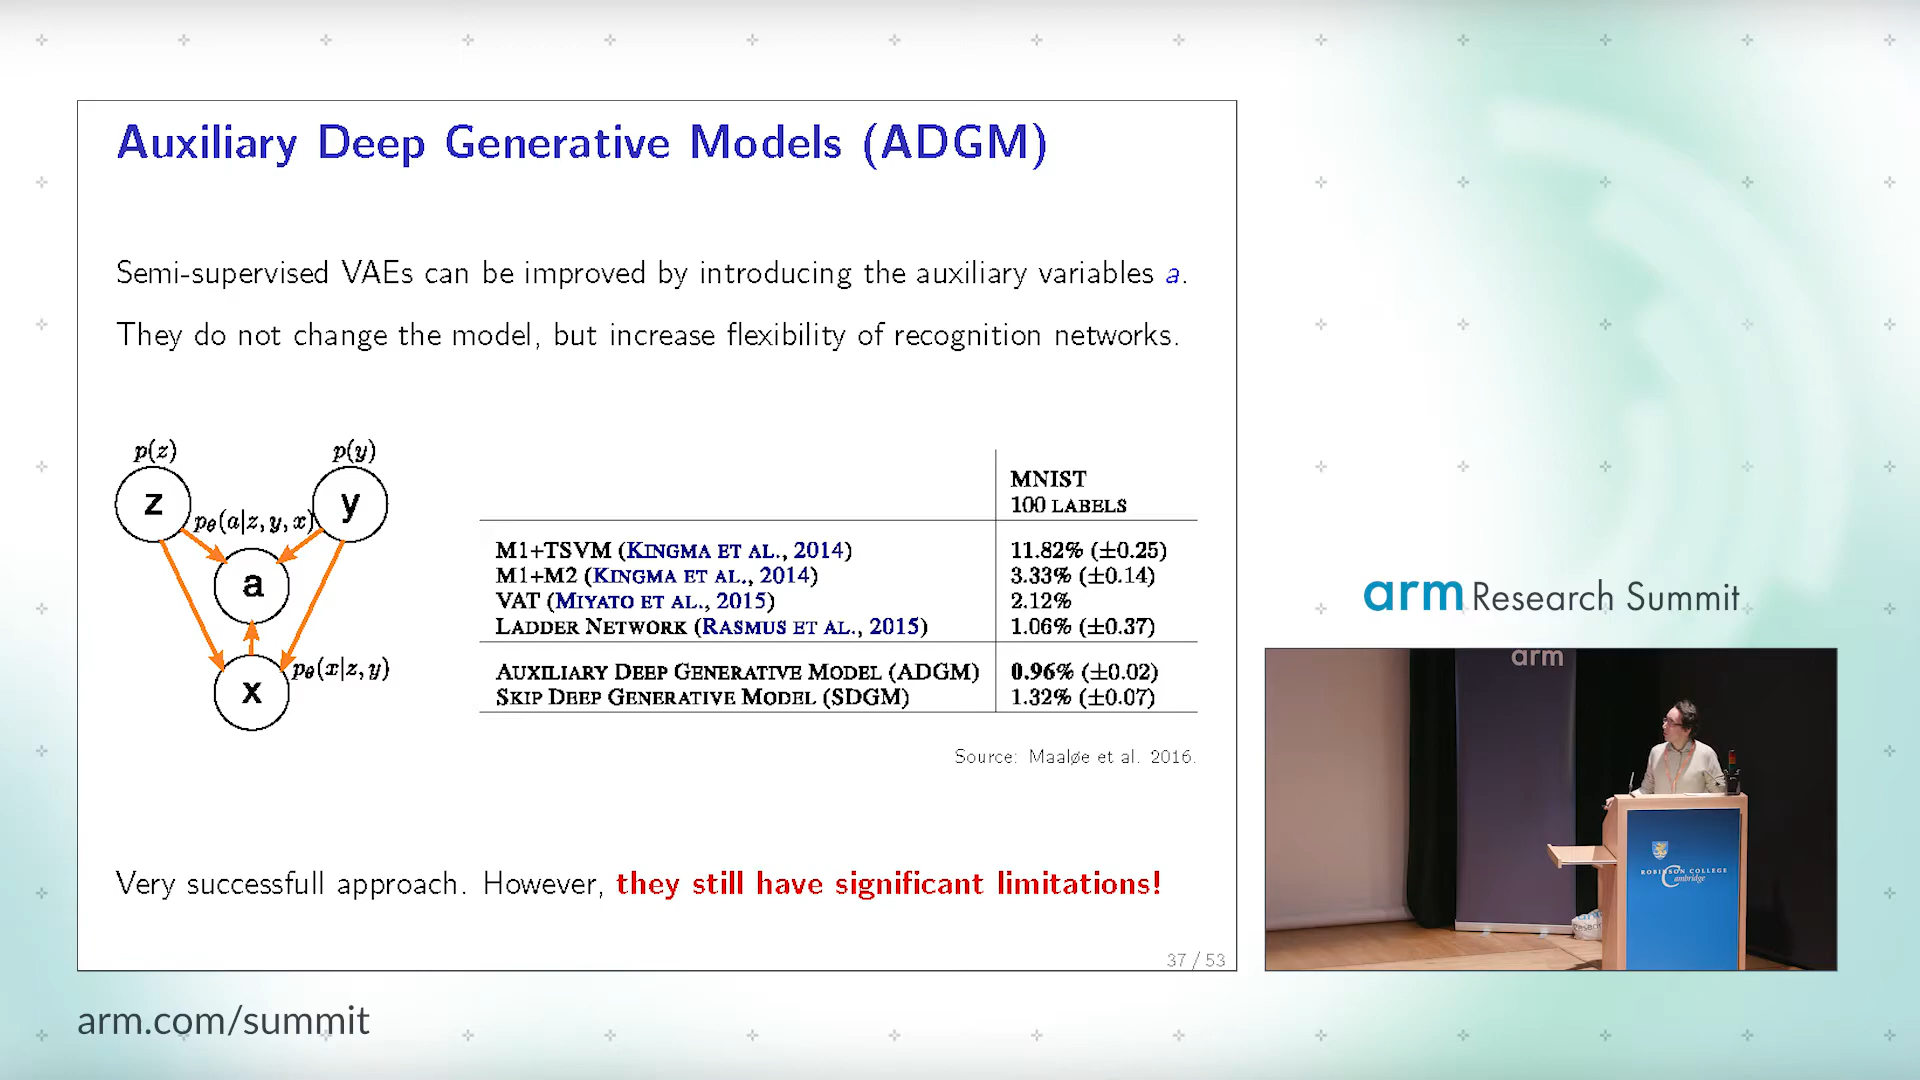 Auxiliary Deep Generative Models (ADGM)
Semi-supervised VAEs can be improved by introducing the auxiliary variables a.
They do not change the model, but increase flexibility of recognition networks.
p(z)
p(y)
z
y
pθ(a|z, y, x)
a
pθ(x|z, y)
x
MNIST
100 LABELS
M1+TSVM (KINGMA ET AL., 2014) 11.82% (±0.25)
M1+M2 (KINGMA ET AL., 2014) 3.33% (±0.14)
VAT (MIYATO ET AL., 2015) 2.12%
LADDER NETWORK (RASMUS ET AL., 2015) 1.06% (±0.37)
AUXILIARY DEEP GENERATIVE MODEL (ADGM) 0.96% (±0.02)
SKIP DEEP GENERATIVE MODEL (SDGM) 1.32% (±0.07)
Source: Maaløe et al. 2016.
Very successfull approach. However, they still have significant limitations!
37 / 53
arm Research Summit
arm
ROBINSON COLLEGE
Cambridge
arm.com/summit